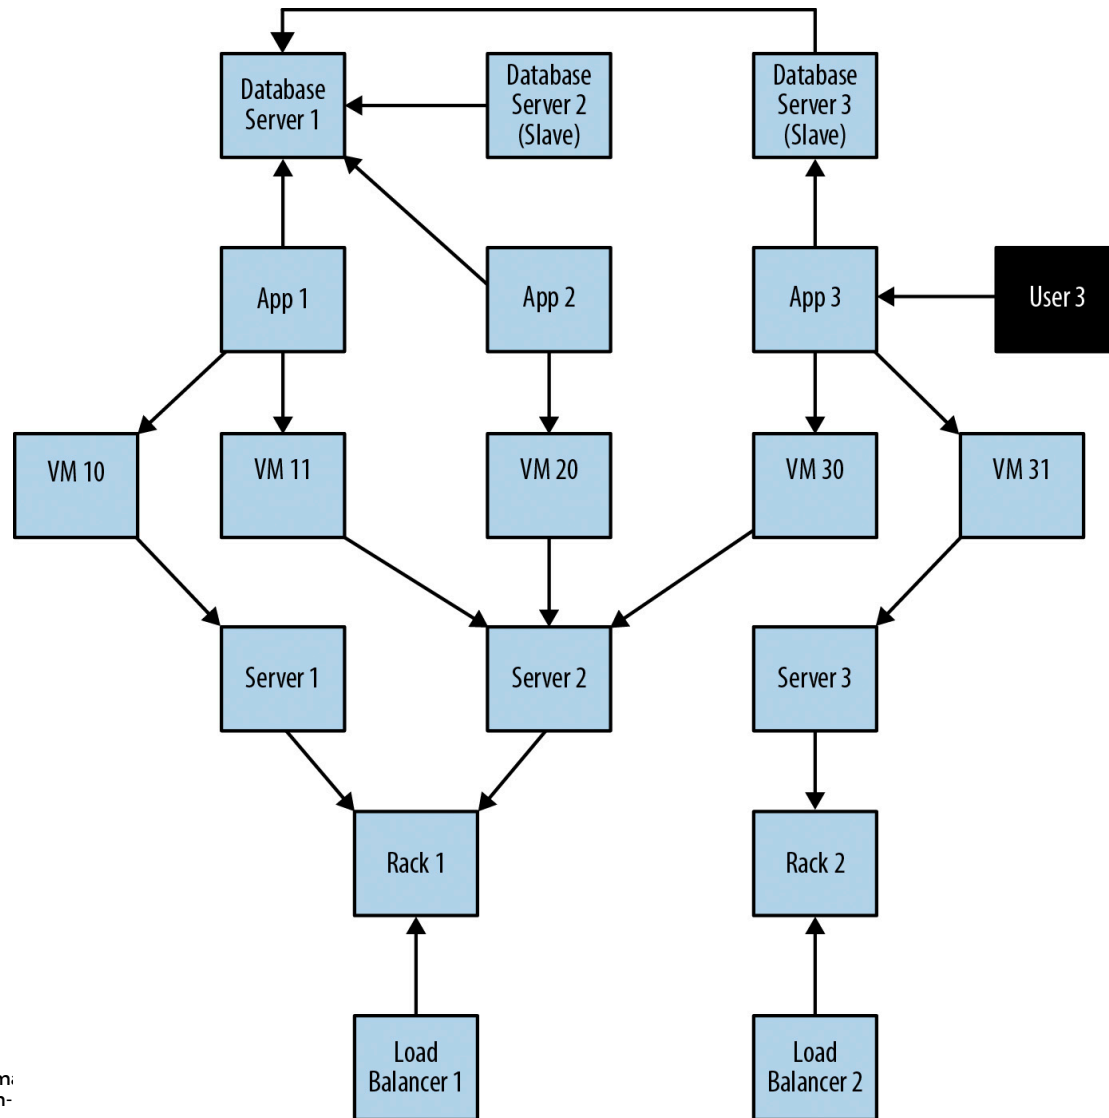 Database
Server 1
Database
Server 2
(Slave)
Database
Server 3
(Slave)
App 1
App 2
App 3
User 3
VM 10
VM 11
VM 20
VM 30
VM 31
Server 1
Server 2
Server 3
Rack 1
Rack 2
Load
Balancer 1
Load
Balancer 2